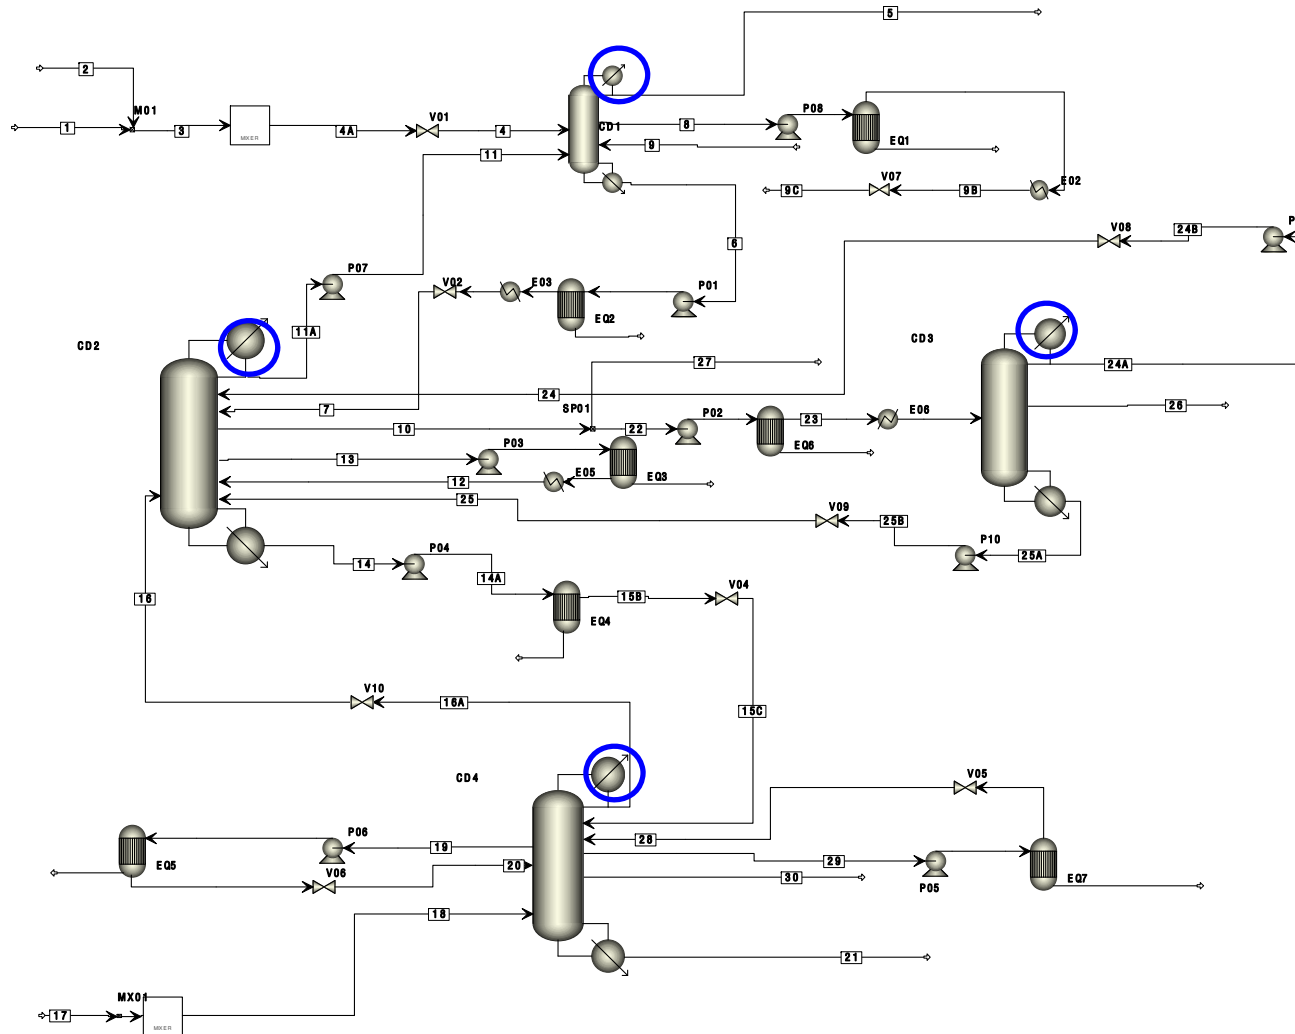 5
2
M01
1
3
MIXER
4A
V01
4
CD1
8
P08
EQ1
11
9
9C
V07
9B
E02
6
V08
24B
P
P07
V02
E03
P01
EQ2
11A
CD2
CD3
27
24A
24
7
SP01
26
10
22
P02
23
E06
EQ6
13
P03
12
E05
EQ3
25
V09
25B
P10
25A
14
P04
14A
15B
V04
EQ4
16
V10
16A
15C
CD4
V05
P06
28
19
EQ5
20
29
V06
P05
30
EQ7
18
21
MX01
17
MIXER